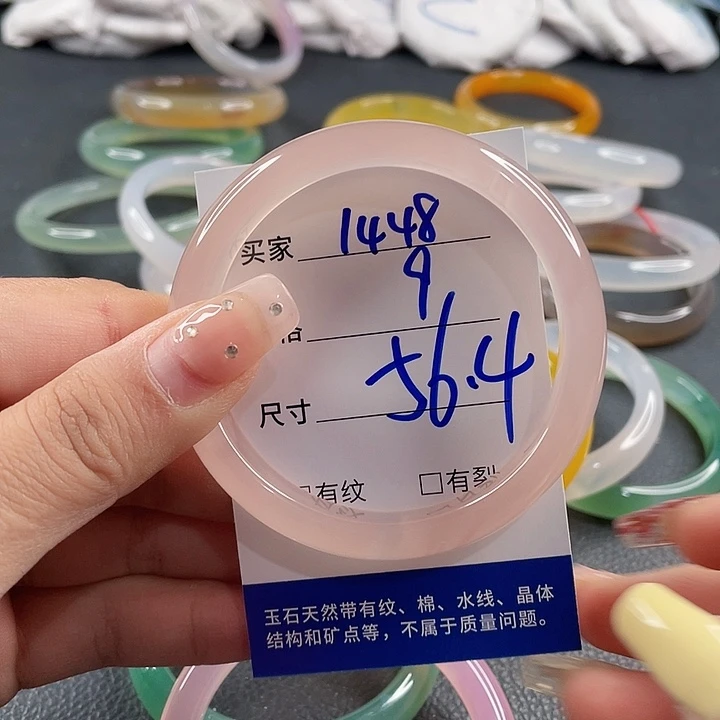 买家 1448
9
格
尺寸 56.4
□有纹 □有裂
玉石天然带有纹、棉、水线、晶体
结构和矿点等，不属于质量问题。